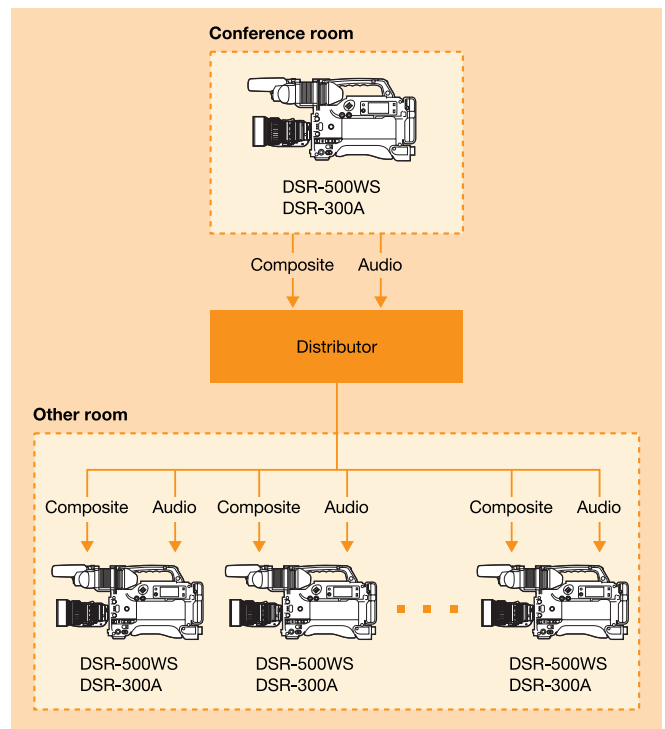 Conference room
DSR-500WS
DSR-300A
Composite Audio
Distributor
Other room
Composite Audio Composite Audio Composite Audio
DSR-500WS DSR-500WS DSR-500WS
DSR-300A DSR-300A DSR-300A